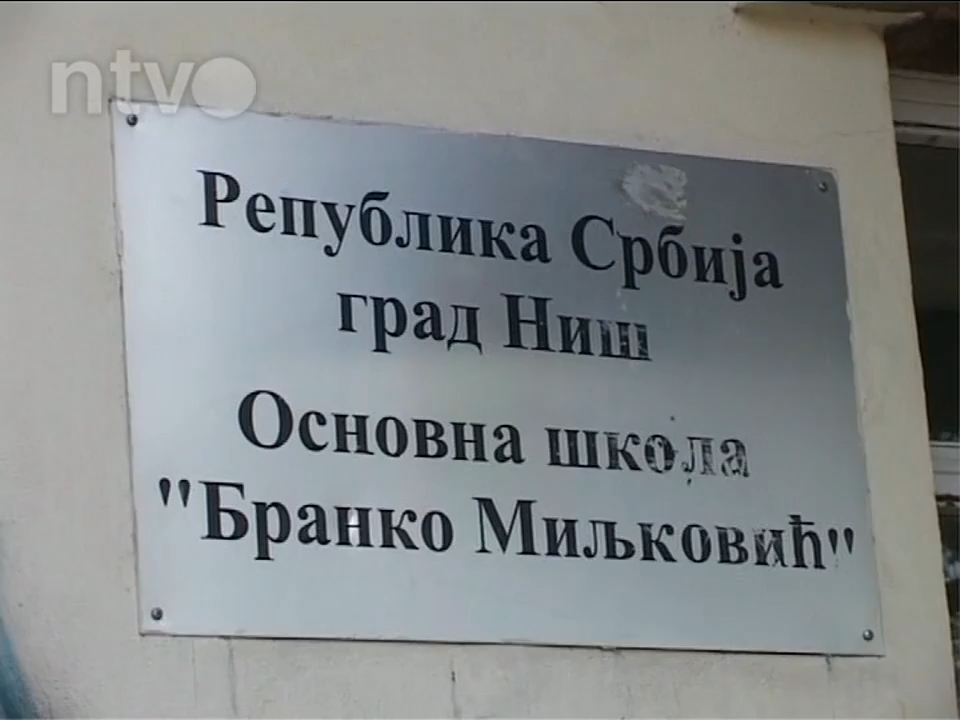 ntv
Република Србија
град Ниш
Основна школа
"Бранко Миљковић"